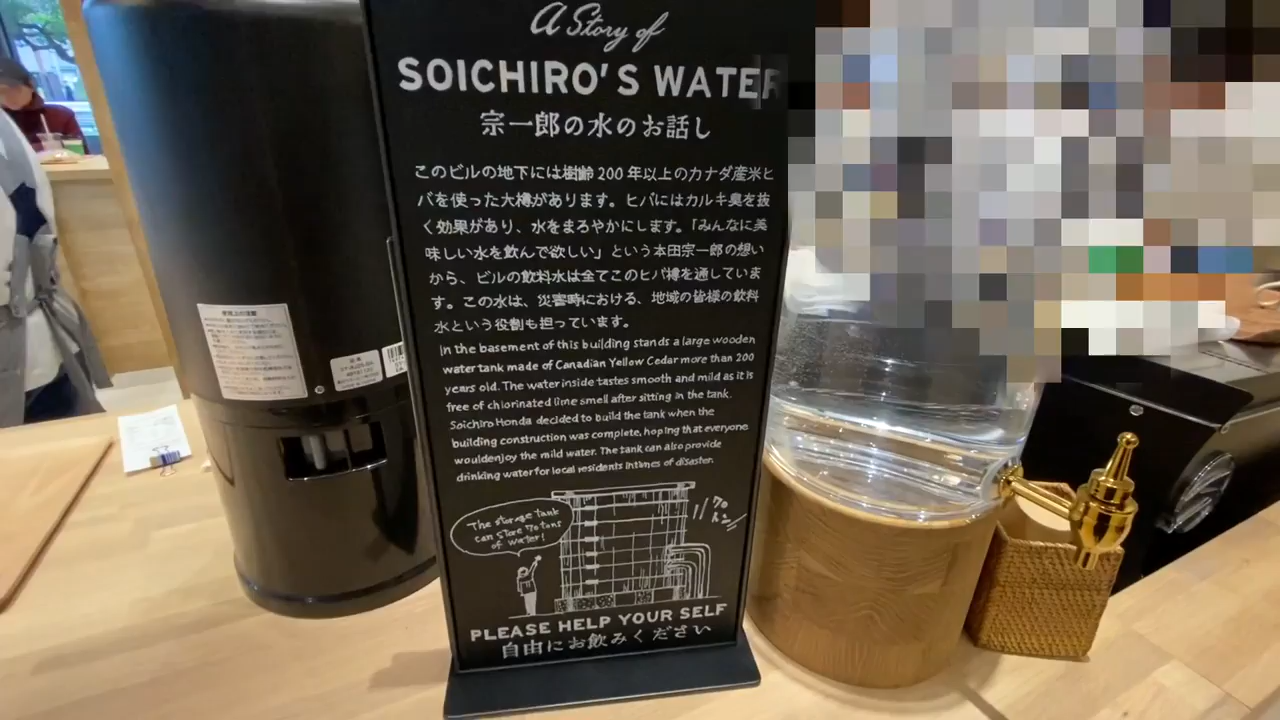 A Story of
SOICHIRO'S WATER
宗一郎の水のお話し
このビルの地下には樹齢200年以上のカナダ産米ヒ
バを使った大樽があります。ヒバにはカルキ臭を抜
く効果があり、水をまろやかにします。「みんなに美
味しい水を飲んで欲しい」という本田宗一郎の想い
から、ビルの飲料水は全てこのヒバ樽を通していま
す。この水は、災害時における、地域の皆様の飲料
水という役割も担っています。
In the basement of this building stands a large wooden
water tank made of Canadian Yellow Cedar more than 200
years old. The water inside tastes smooth and mild as it is
free of chlorinated lime smell after sitting in the tank.
Soichiro Honda decided to build the tank when the
building construction was complete, hoping that everyone
would enjoy the mild water. The tank can also provide
drinking water for local residents in times of disaster.
The storage tank
can store 70 tons
of water!
70
トン
PLEASE HELP YOUR SELF
自由にお飲みください